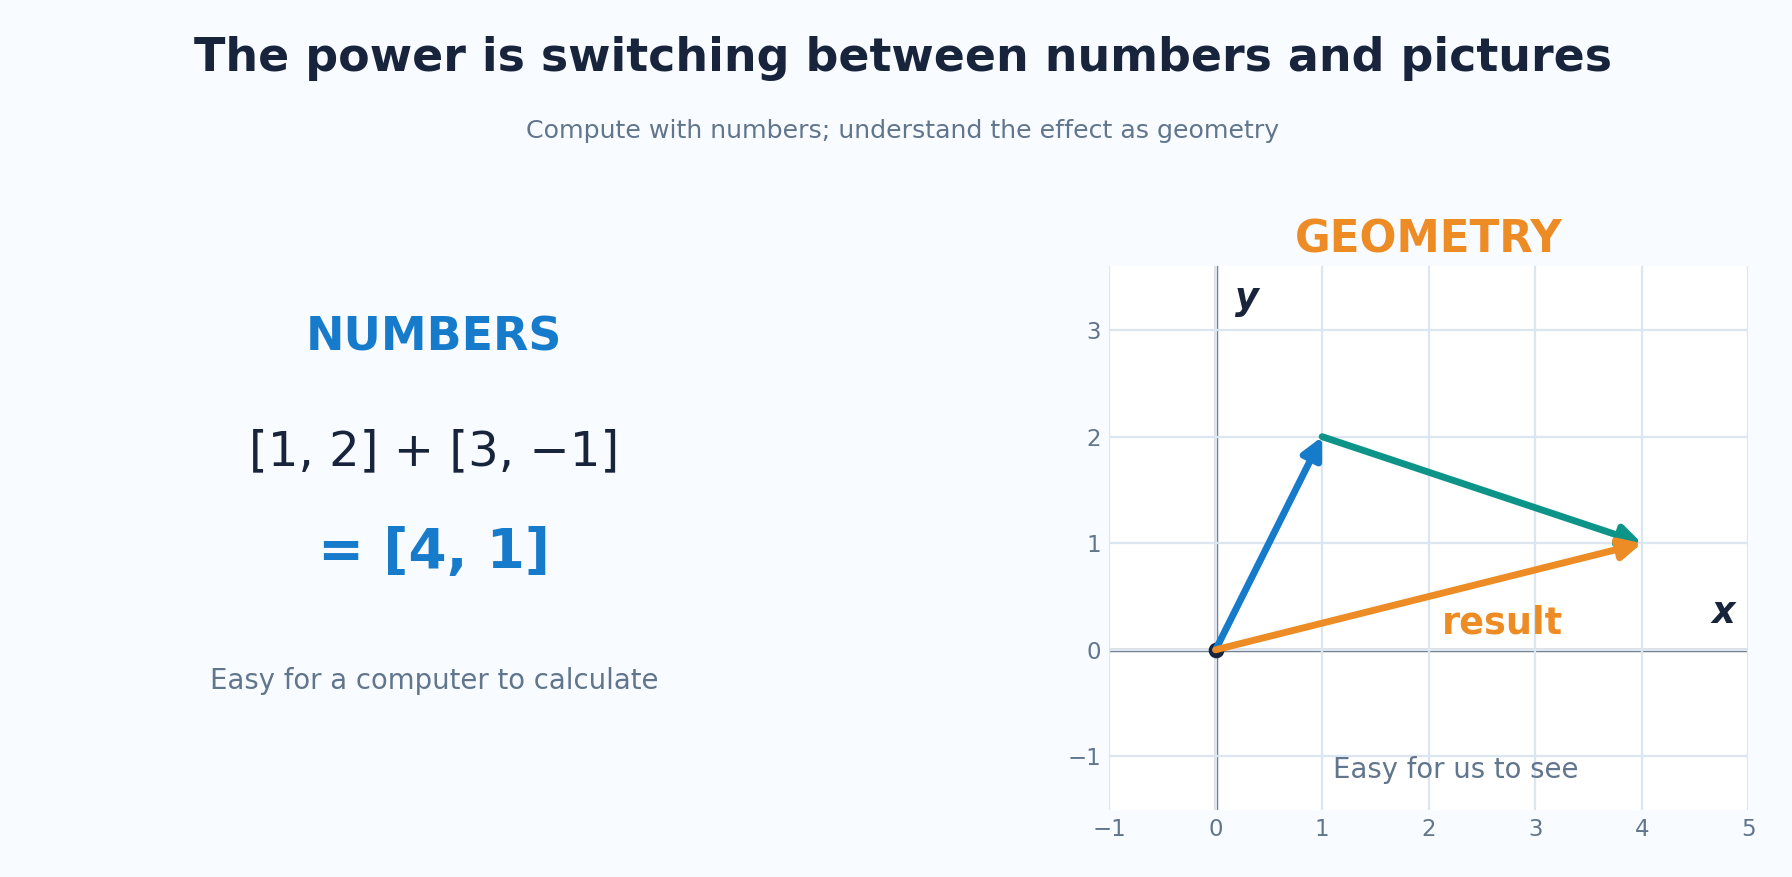 The power is switching between numbers and pictures
Compute with numbers; understand the effect as geometry
NUMBERS
[1, 2] + [3, −1]
= [4, 1]
Easy for a computer to calculate
GEOMETRY
y
3
2
1
x
result
0
−1
Easy for us to see
−1 0 1 2 3 4 5